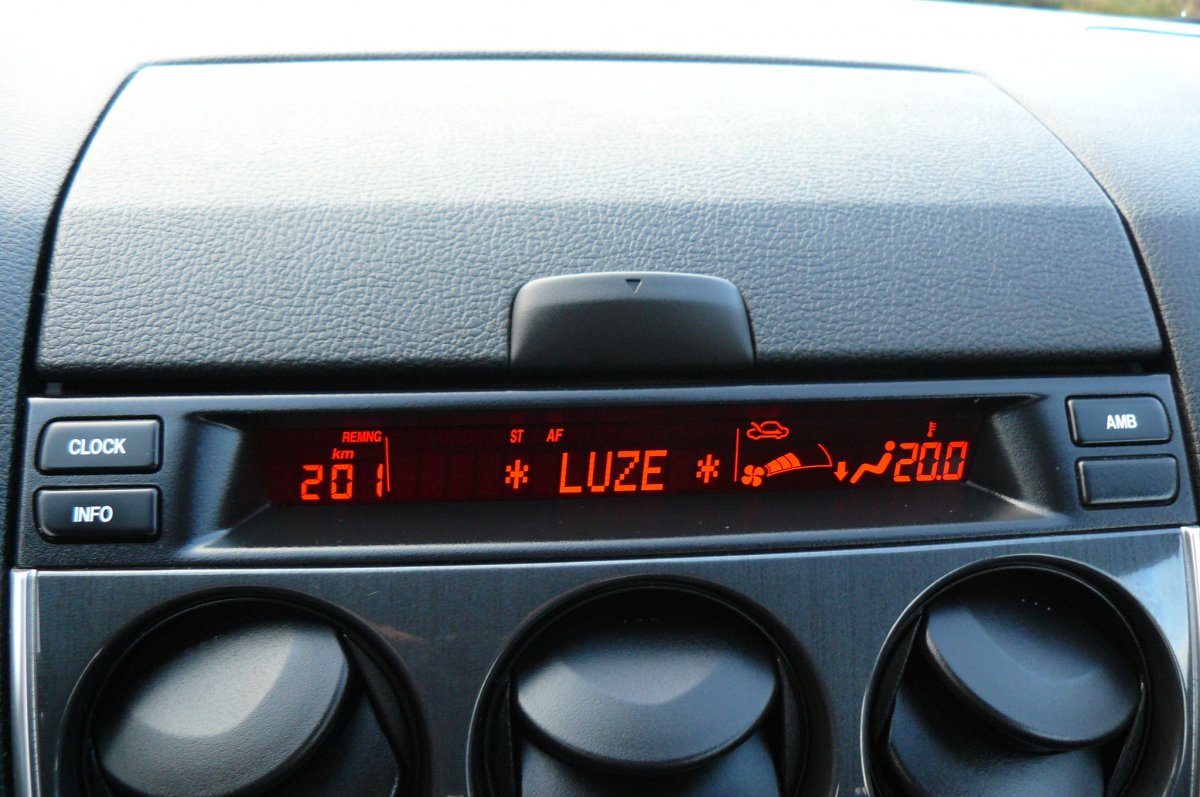 CLOCK
INFO
REMNG
km
201
ST AF
* LUZE *
20.0
AMB